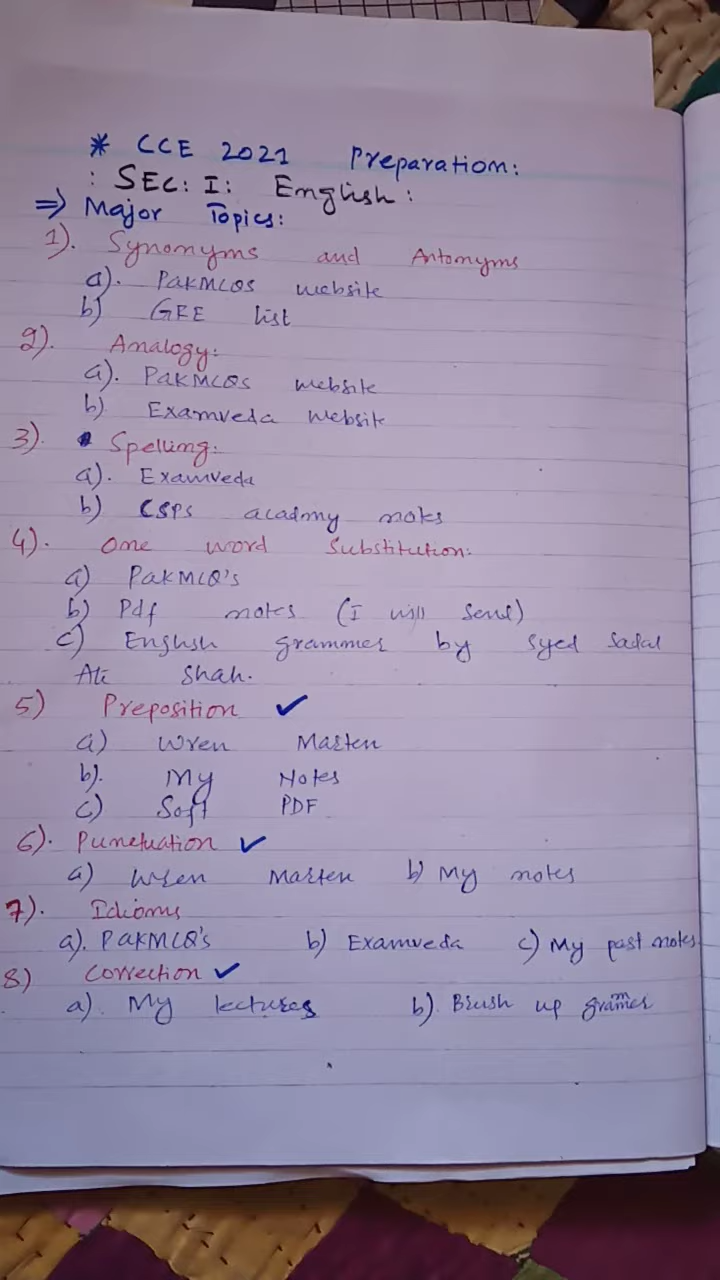 * CCE 2021 Preparation:
: SEC: I: English:
⇒ Major Topics:
1). Synonyms and Antonyms
a). PakMCQs website
b) GRE list
2). Analogy:
a). PakMCQs website
b) Examveda website
3). Spelling:
a). Examveda
b) CSPs acadmy notes
4). One word Substitution:
a) PakMCQ's
b) Pdf notes (I will send)
c) English grammer by Syed Sadat
Ali Shah.
5) Preposition ✓
a) Wren Marten
b). My Notes
c) Soft PDF
6). Punctuation ✓
a) Wren Marten b) My notes
7). Idioms
a). PAKMCQ's b) Examveda c) My past notes
8) Correction ✓
a). My lectures b). Brush up grammer